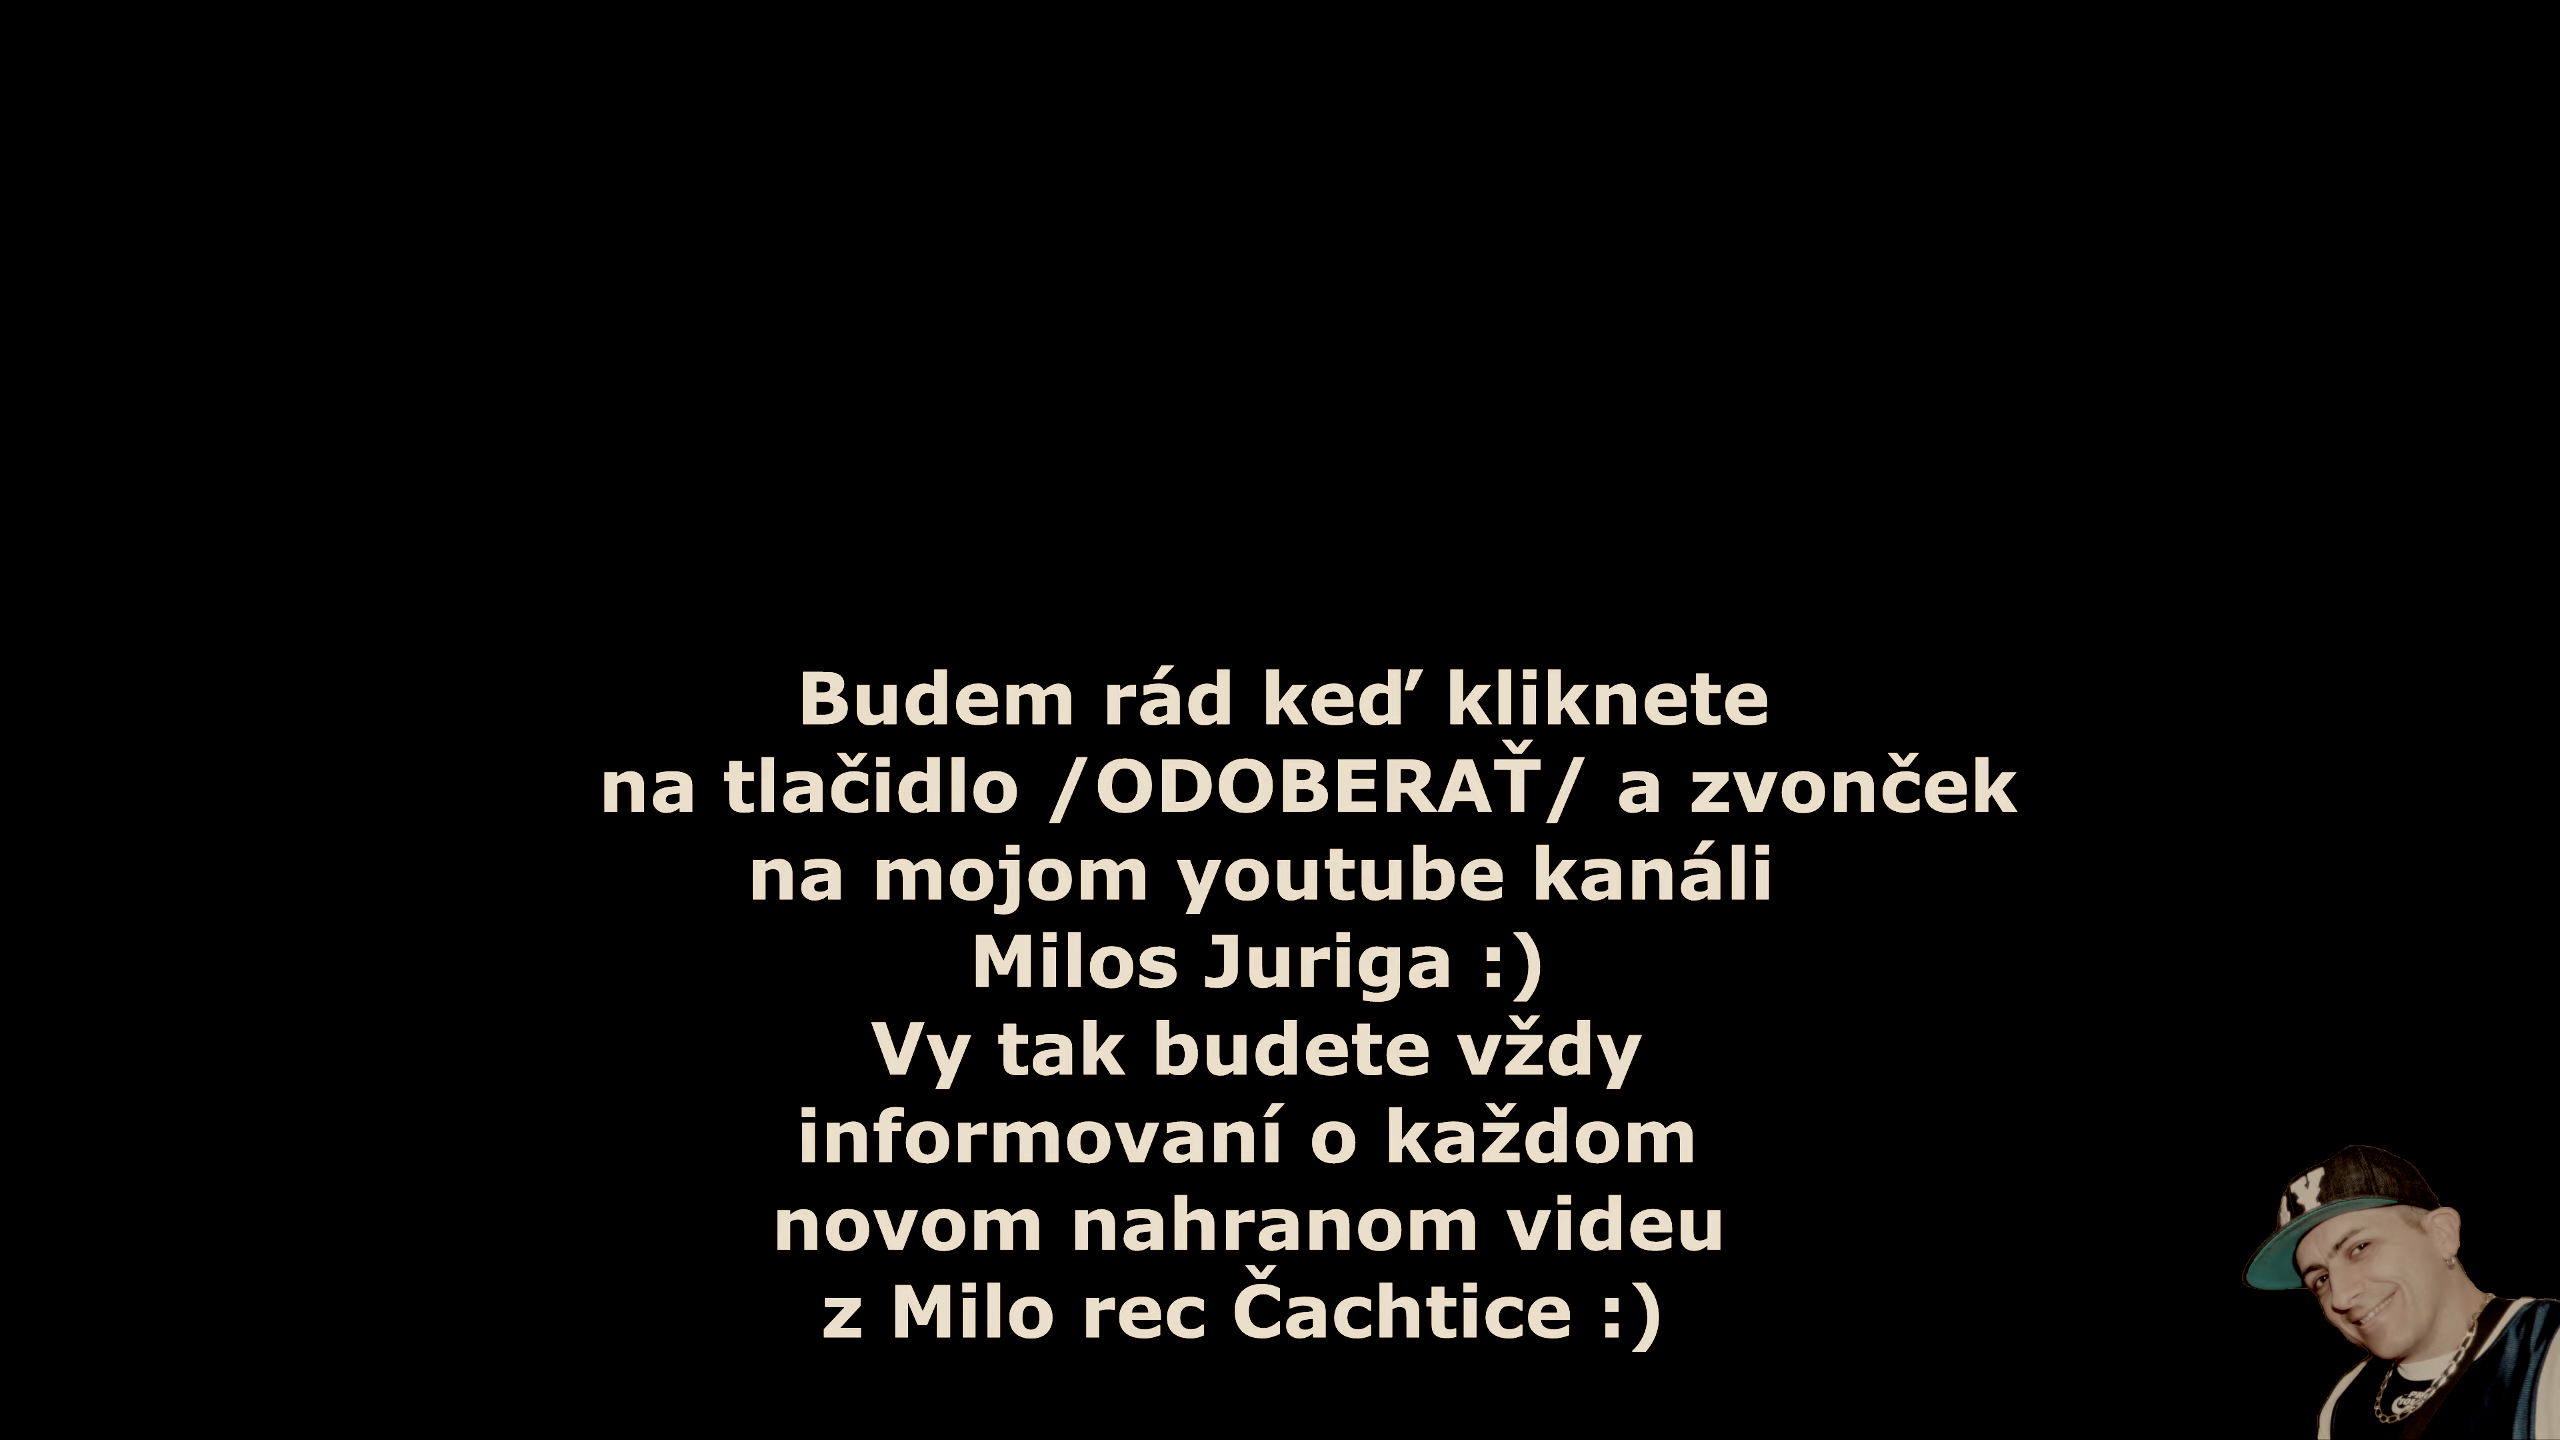 Budem rád keď kliknete
na tlačidlo /ODOBERAŤ/ a zvonček
na mojom youtube kanáli
Milos Juriga :)
Vy tak budete vždy
informovaní o každom
novom nahranom videu
z Milo rec Čachtice :)
Y